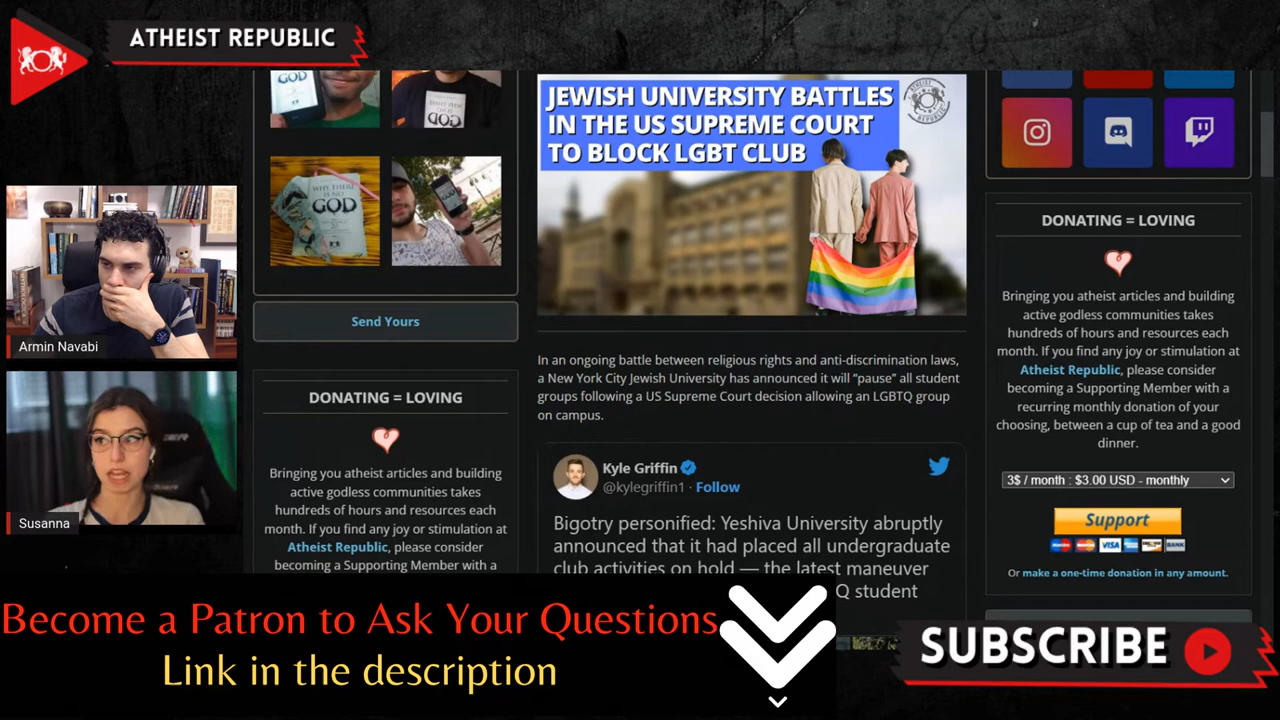 ATHEIST REPUBLIC
GOD
GOD
WHY THERE
IS NO
GOD
Send Yours
DONATING = LOVING
Bringing you atheist articles and building
active godless communities takes
hundreds of hours and resources each
month. If you find any joy or stimulation at
Atheist Republic, please consider
becoming a Supporting Member with a
JEWISH UNIVERSITY BATTLES
IN THE US SUPREME COURT
TO BLOCK LGBT CLUB
In an ongoing battle between religious rights and anti-discrimination laws,
a New York City Jewish University has announced it will “pause” all student
groups following a US Supreme Court decision allowing an LGBTQ group
on campus.
Kyle Griffin
@kylegriffin1 · Follow
Bigotry personified: Yeshiva University abruptly
announced that it had placed all undergraduate
club activities on hold — the latest maneuver
Q student
DONATING = LOVING
Bringing you atheist articles and building
active godless communities takes
hundreds of hours and resources each
month. If you find any joy or stimulation at
Atheist Republic, please consider
becoming a Supporting Member with a
recurring monthly donation of your
choosing, between a cup of tea and a good
dinner.
3$ / month : $3.00 USD - monthly
Support
VISA
BANK
Or make a one-time donation in any amount.
Armin Navabi
Susanna
Become a Patron to Ask Your Questions
Link in the description
SUBSCRIBE